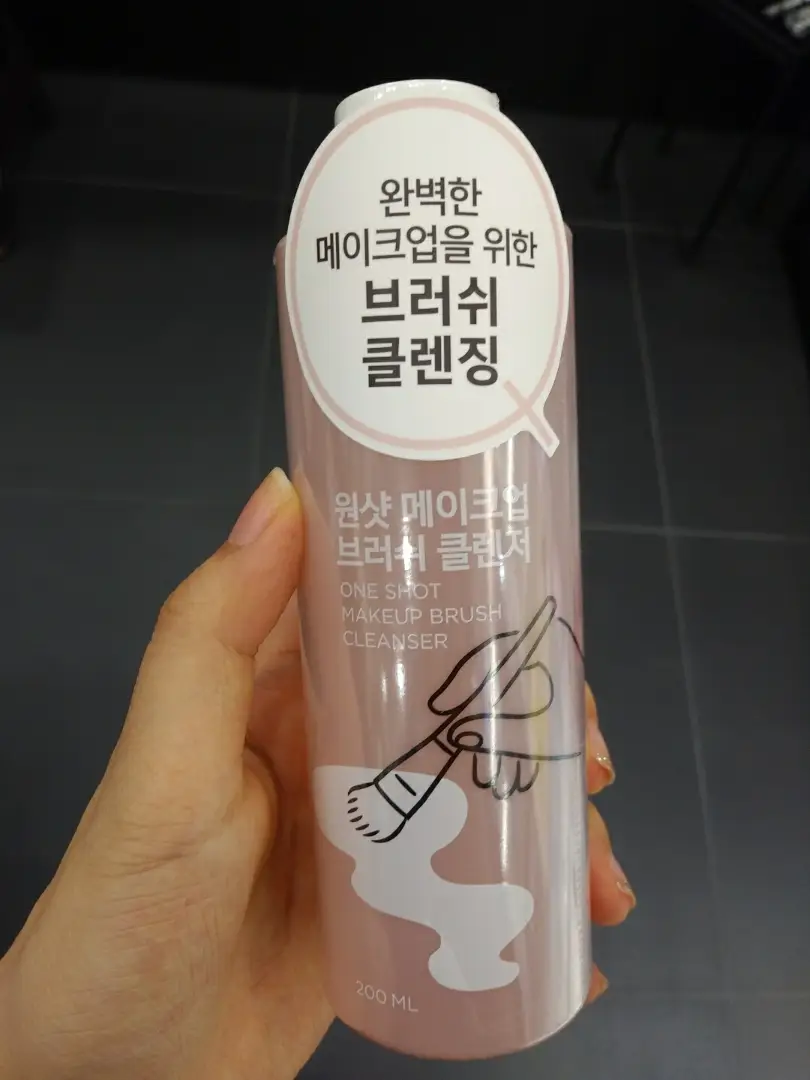 완벽한
메이크업을 위한
브러쉬
클렌징
원샷 메이크업
브러쉬 클렌저
ONE SHOT
MAKEUP BRUSH
CLEANSER
200 ML